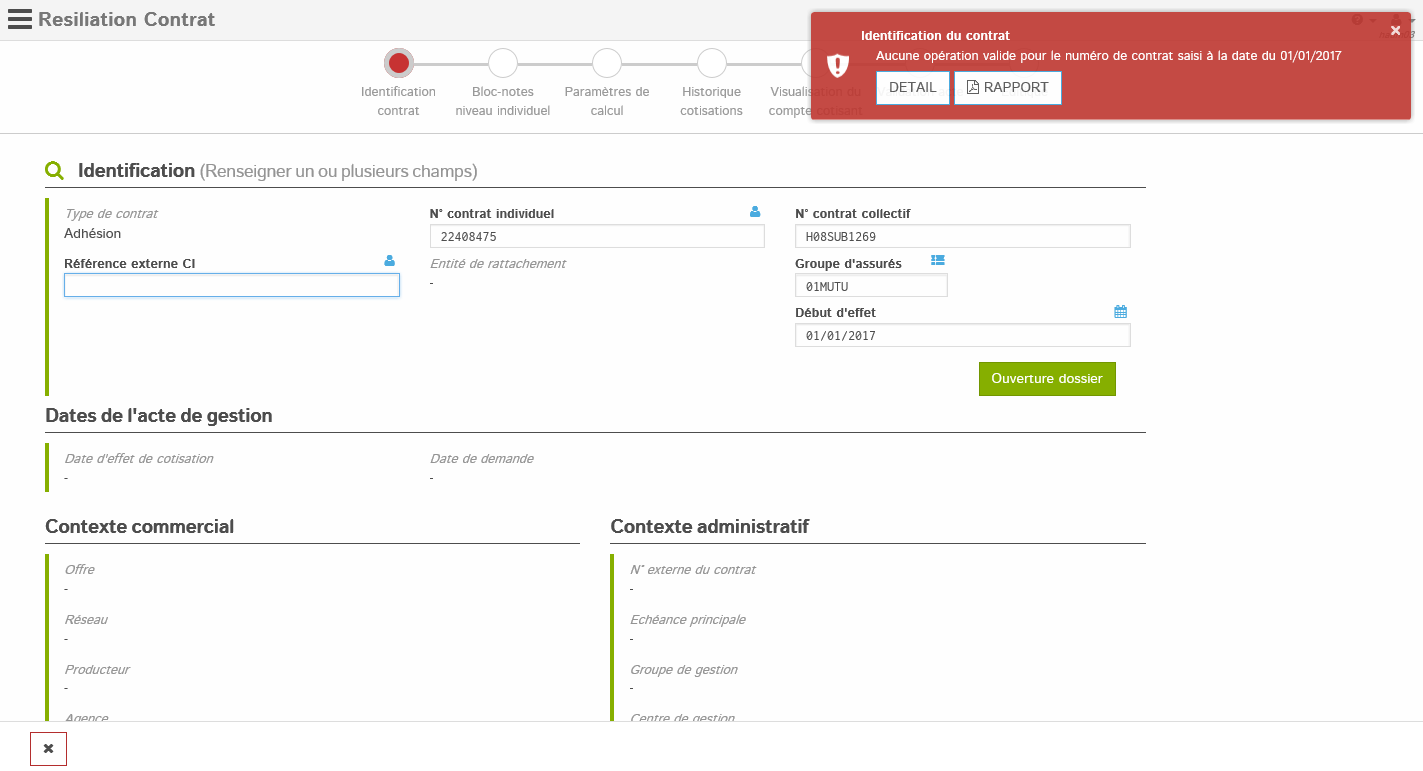 Resiliation Contrat
Identification du contrat
Aucune opération valide pour le numéro de contrat saisi à la date du 01/01/2017
DETAIL
RAPPORT
Identification
contrat
Bloc-notes
niveau individuel
Paramètres de
calcul
Historique
cotisations
Visualisation du
compte cotisant
Identification (Renseigner un ou plusieurs champs)
Type de contrat
Adhésion
N° contrat individuel
22408475
N° contrat collectif
H08SUB1269
Référence externe CI
Entité de rattachement
-
Groupe d'assurés
01MUTU
Début d'effet
01/01/2017
Ouverture dossier
Dates de l'acte de gestion
Date d'effet de cotisation
-
Date de demande
-
Contexte commercial
Offre
-
Réseau
-
Producteur
-
Agence
Contexte administratif
N° externe du contrat
-
Echéance principale
-
Groupe de gestion
-
Centre de gestion